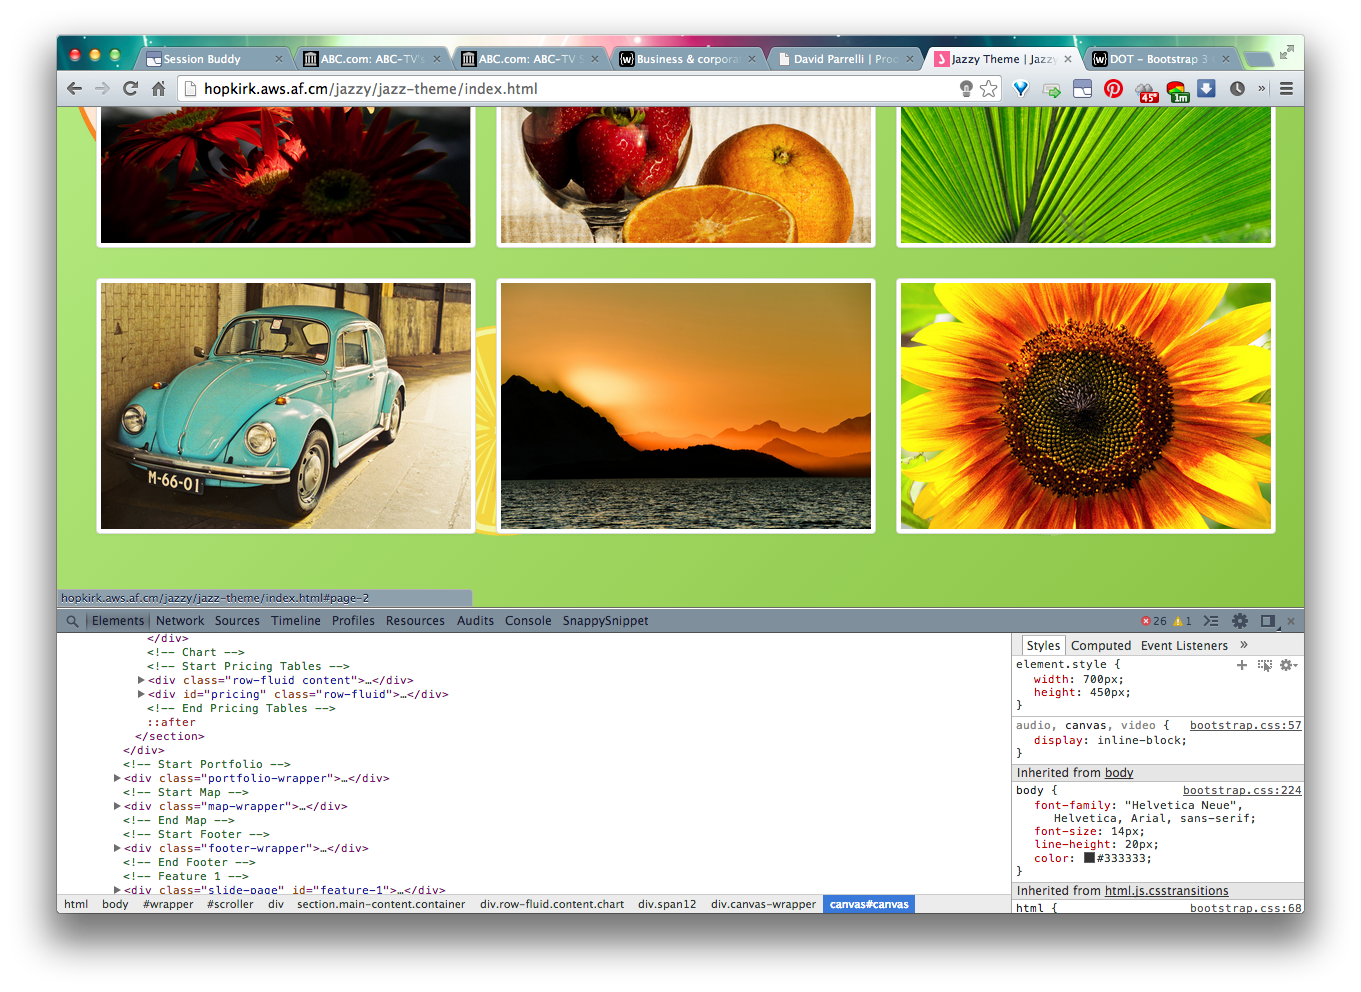 Session Buddy
ABC.com: ABC-TV's
ABC.com: ABC-TV S
Business & corpora
David Parrelli | Pro
Jazzy Theme | Jazzy
DOT - Bootstrap 3
hopkirk.aws.af.cm/jazzy/jazz-theme/index.html
45°
1m
»
M-66-01
hopkirk.aws.af.cm/jazzy/jazz-theme/index.html#page-2
Elements Network Sources Timeline Profiles Resources Audits Console SnappySnippet
26 1
</div>
<!-- Chart -->
<!-- Start Pricing Tables -->
<div class="row-fluid content">…</div>
<div id="pricing" class="row-fluid">…</div>
<!-- End Pricing Tables -->
::after
</section>
</div>
<!-- Start Portfolio -->
<div class="portfolio-wrapper">…</div>
<!-- Start Map -->
<div class="map-wrapper">…</div>
<!-- End Map -->
<!-- Start Footer -->
<div class="footer-wrapper">…</div>
<!-- End Footer -->
<!-- Feature 1 -->
<div class="slide-page" id="feature-1">…</div>
html body #wrapper #scroller div section.main-content.container div.row-fluid.content.chart div.span12 div.canvas-wrapper canvas#canvas
Styles Computed Event Listeners »
element.style {
width: 700px;
height: 450px;
}
audio, canvas, video { bootstrap.css:57
display: inline-block;
}
Inherited from body
body { bootstrap.css:224
font-family: "Helvetica Neue",
Helvetica, Arial, sans-serif;
font-size: 14px;
line-height: 20px;
color: #333333;
}
Inherited from html.js.csstransitions
html { bootstrap.css:68